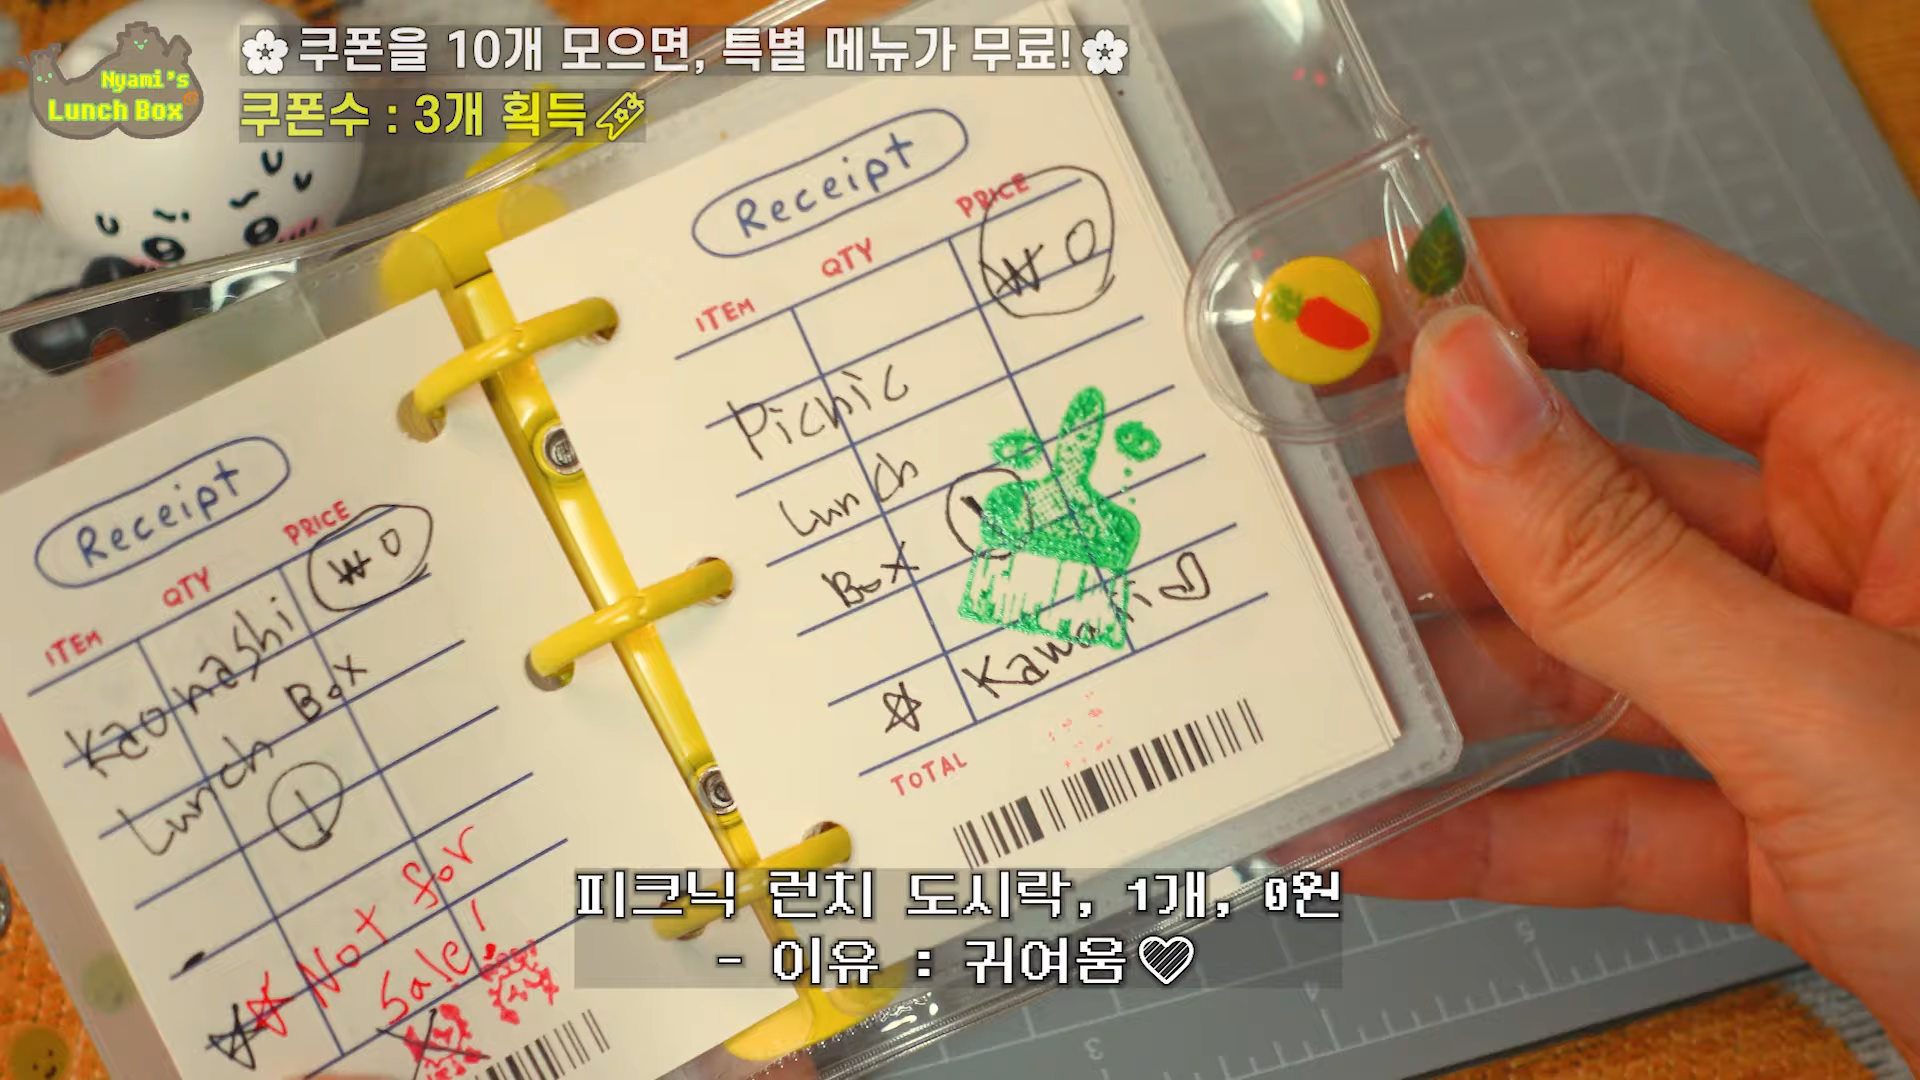 Nyami's
Lunch Box
쿠폰을 10개 모으면, 특별 메뉴가 무료!
쿠폰수 : 3개 획득
Receipt
ITEM QTY PRICE
₩0
Kaonashi
Lunch Box
1
Not for
Sale!
Receipt
ITEM QTY PRICE
₩0
Picnic
Lunch
Box
1
Kawaii
TOTAL
피크닉 런치 도시락, 1개, 0원
- 이유 : 귀여움♡
5
4
3